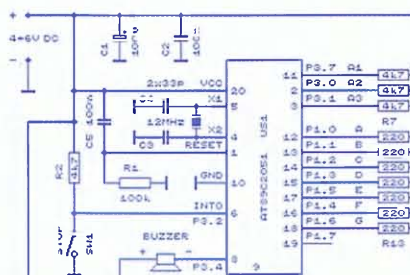 +
4÷6V DC
-
C1
C2
2x33p
VCC
20
X1
5
12MHz
X2
4
C3
RESET
1
C5 100n
R2
4k7
R1
100k
GND
10
INT0
6
P3.2
BUZZER
+
-
8
P3.4
9
US1
AT89C2051
11
P3.7
A1
4k7
2
P3.0
A2
4k7
3
P3.1
A3
4k7
R7
12
P1.0
A
220
13
P1.1
B
220
14
P1.2
C
220
15
P1.3
D
220
16
P1.5
E
220
17
P1.4
F
220
18
P1.6
G
220
19
P1.7
R13